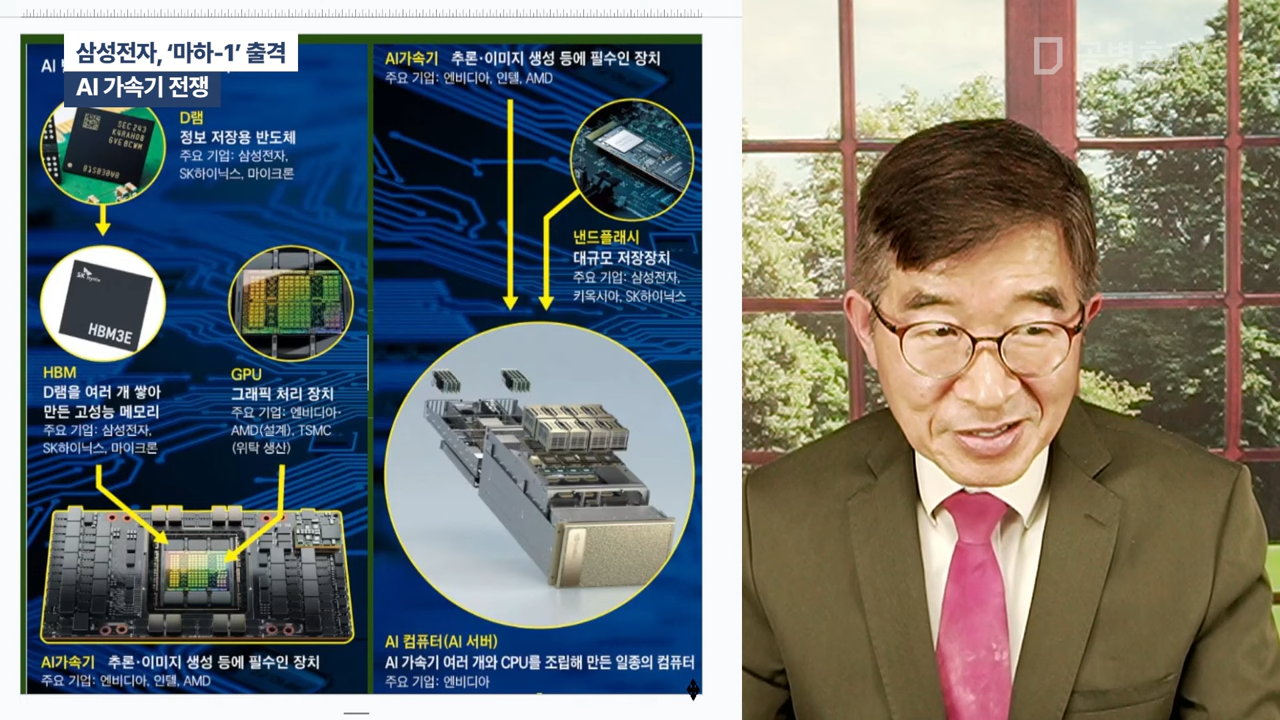 삼성전자, ‘마하-1’ 출격
AI 가속기 전쟁
AI
D램
정보 저장용 반도체
주요 기업: 삼성전자,
SK하이닉스, 마이크론
SEC 243
K4RAH08
6VEBCWM
SK hynix
HBM3E
HBM
D램을 여러 개 쌓아
만든 고성능 메모리
주요 기업: 삼성전자,
SK하이닉스, 마이크론
GPU
그래픽 처리 장치
주요 기업: 엔비디아·
AMD(설계), TSMC
(위탁 생산)
AI가속기 추론·이미지 생성 등에 필수인 장치
주요 기업: 엔비디아, 인텔, AMD
AI가속기 추론·이미지 생성 등에 필수인 장치
주요 기업: 엔비디아, 인텔, AMD
낸드플래시
대규모 저장장치
주요 기업: 삼성전자,
키옥시아, SK하이닉스
AI 컴퓨터(AI 서버)
AI 가속기 여러 개와 CPU를 조립해 만든 일종의 컴퓨터
주요 기업: 엔비디아